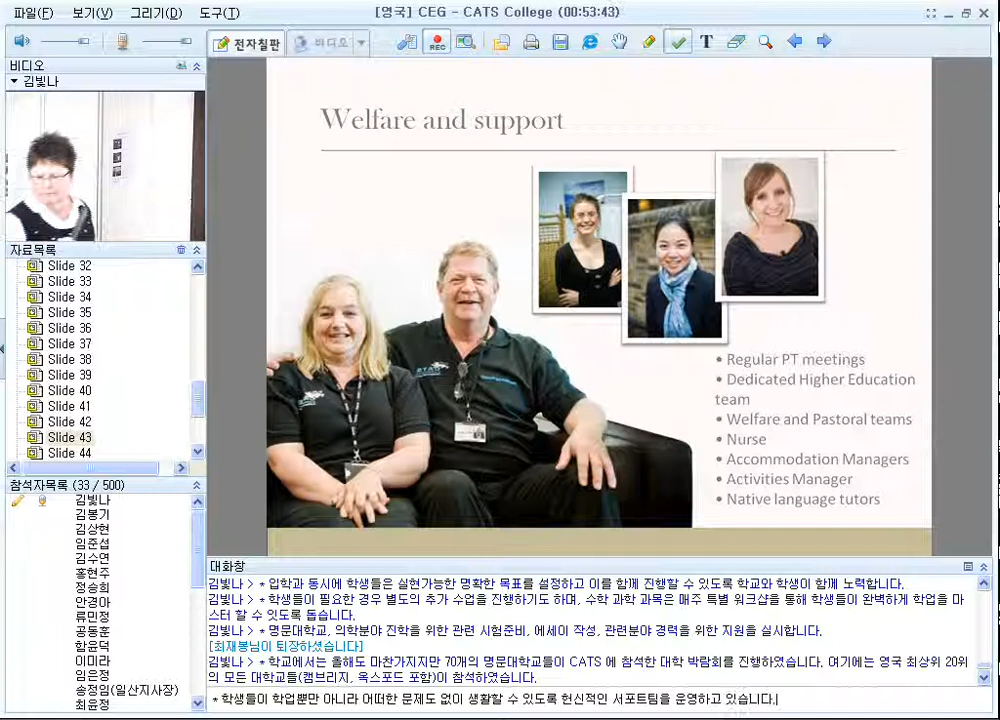 파일(F) 보기(V) 그리기(D) 도구(T) [영국] CEG - CATS College (00:53:43)
전자칠판 비디오 REC T
비디오
김빛나
자료목록
Slide 32
Slide 33
Slide 34
Slide 35
Slide 36
Slide 37
Slide 38
Slide 39
Slide 40
Slide 41
Slide 42
Slide 43
Slide 44
참석자목록 (33 / 500)
김빛나
김봉기
김상현
임준섭
김수연
홍현주
정승희
안경아
류민정
공동훈
함윤덕
이미라
임은정
송정임(일산지사장)
최윤정
Welfare and support
• Regular PT meetings
• Dedicated Higher Education
team
• Welfare and Pastoral teams
• Nurse
• Accommodation Managers
• Activities Manager
• Native language tutors
대화창
김빛나 > * 입학과 동시에 학생들은 실현가능한 명확한 목표를 설정하고 이를 함께 진행할 수 있도록 학교와 학생이 함께 노력합니다.
김빛나 > * 학생들이 필요한 경우 별도의 추가 수업을 진행하기도 하며, 수학 과학 과목은 매주 특별 워크샵을 통해 학생들이 완벽하게 학업을 마
스터 할 수 있도록 돕습니다.
김빛나 > * 명문대학교, 의학분야 진학을 위한 관련 시험준비, 에세이 작성, 관련분야 경력을 위한 지원을 실시합니다.
[최재봉님이 퇴장하셨습니다]
김빛나 > * 학교에서는 올해도 마찬가지지만 70개의 명문대학교들이 CATS 에 참석한 대학 박람회를 진행하였습니다. 여기에는 영국 최상위 20위
의 모든 대학교들(캠브리지, 옥스포드 포함)이 참석하였습니다.
* 학생들이 학업뿐만 아니라 어떠한 문제도 없이 생활할 수 있도록 헌신적인 서포트팀을 운영하고 있습니다.